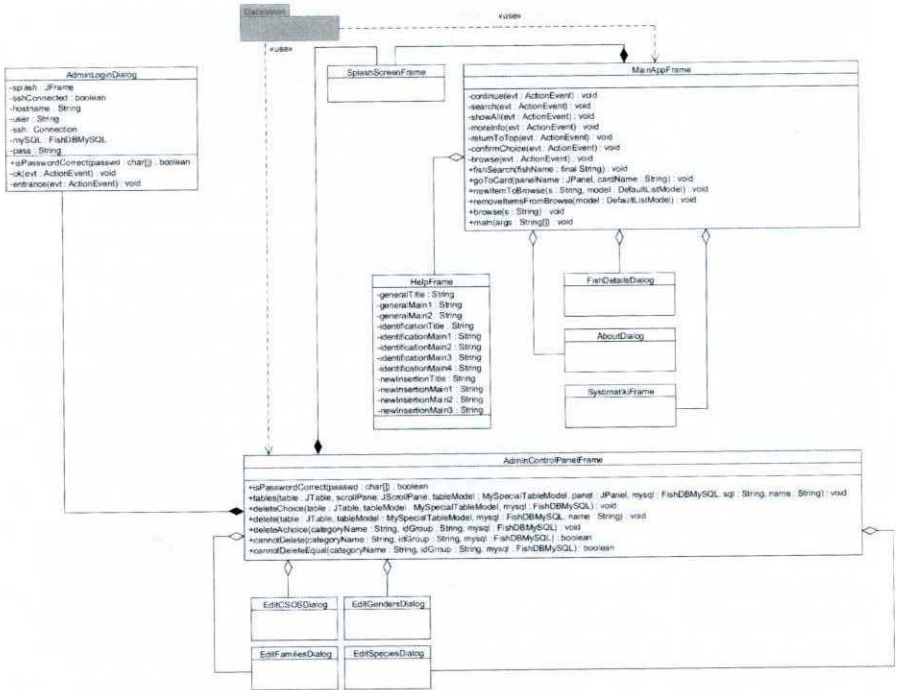 «use»
«use»
AdminLoginDialog
-splash : JFrame
-sshConnected : boolean
-hostname : String
-user : String
-ssh : Connection
-mySQL : FishDBMySQL
-pass : String
+isPasswordCorrect(passwd : char[]) : boolean
-ok(evt : ActionEvent) : void
-entrance(evt : ActionEvent) : void
SplashScreenFrame
MainAppFrame
-continue(evt : ActionEvent) : void
-search(evt : ActionEvent) : void
-showAll(evt : ActionEvent) : void
-moreInfo(evt : ActionEvent) : void
-returnToTop(evt : ActionEvent) : void
-confirmChoice(evt : ActionEvent) : void
-browse(evt : ActionEvent) : void
+fishSearch(fishName : final String) : void
+goToCard(panelName : JPanel, cardName : String) : void
+newItemToBrowse(s : String, model : DefaultListModel) : void
+removeItemsFromBrowse(model : DefaultListModel) : void
+browse(s : String) : void
+main(args : String[]) : void
HelpFrame
-generalTitle : String
-generalMain1 : String
-generalMain2 : String
-identificationTitle : String
-identificationMain1 : String
-identificationMain2 : String
-identificationMain3 : String
-identificationMain4 : String
-newInsertionTitle : String
-newInsertionMain1 : String
-newInsertionMain2 : String
-newInsertionMain3 : String
FishDetailsDialog
AboutDialog
SystimatikiFrame
AdminControlPanelFrame
+isPasswordCorrect(passwd : char[]) : boolean
+tables(table : JTable, scrollPane: JScrollPane, tableModel : MySpecialTableModel, panel : JPanel, mysql : FishDBMySQL, sql : String, name : String) : void
+deleteChoice(table : JTable, tableModel : MySpecialTableModel, mysql : FishDBMySQL) : void
+delete(table : JTable, tableModel : MySpecialTableModel, mysql : FishDBMySQL, name : String) : void
+deleteAchoice(categoryName : String, idGroup : String, mysql : FishDBMySQL) : void
+cannotDelete(categoryName : String, idGroup : String, mysql : FishDBMySQL) : boolean
+cannotDeleteEqual(categoryName : String, idGroup : String, mysql : FishDBMySQL) : boolean
EditCSOSDialog
EditGendersDialog
EditFamiliesDialog
EditSpeciesDialog